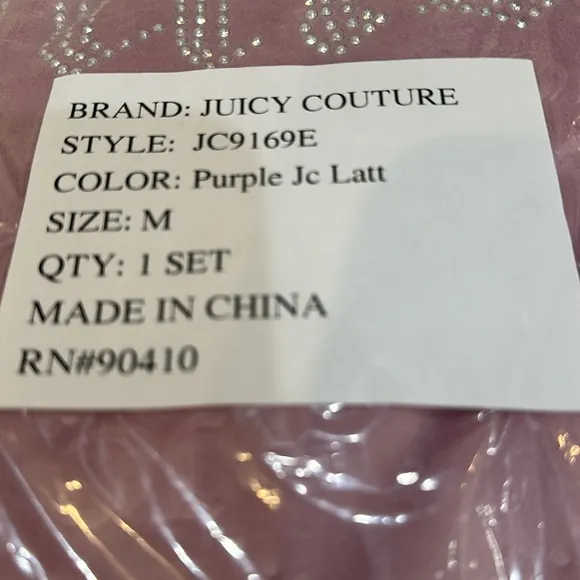 BRAND: JUICY COUTURE
STYLE: JC9169E
COLOR: Purple Jc Latt
SIZE: M
QTY: 1 SET
MADE IN CHINA
RN#90410